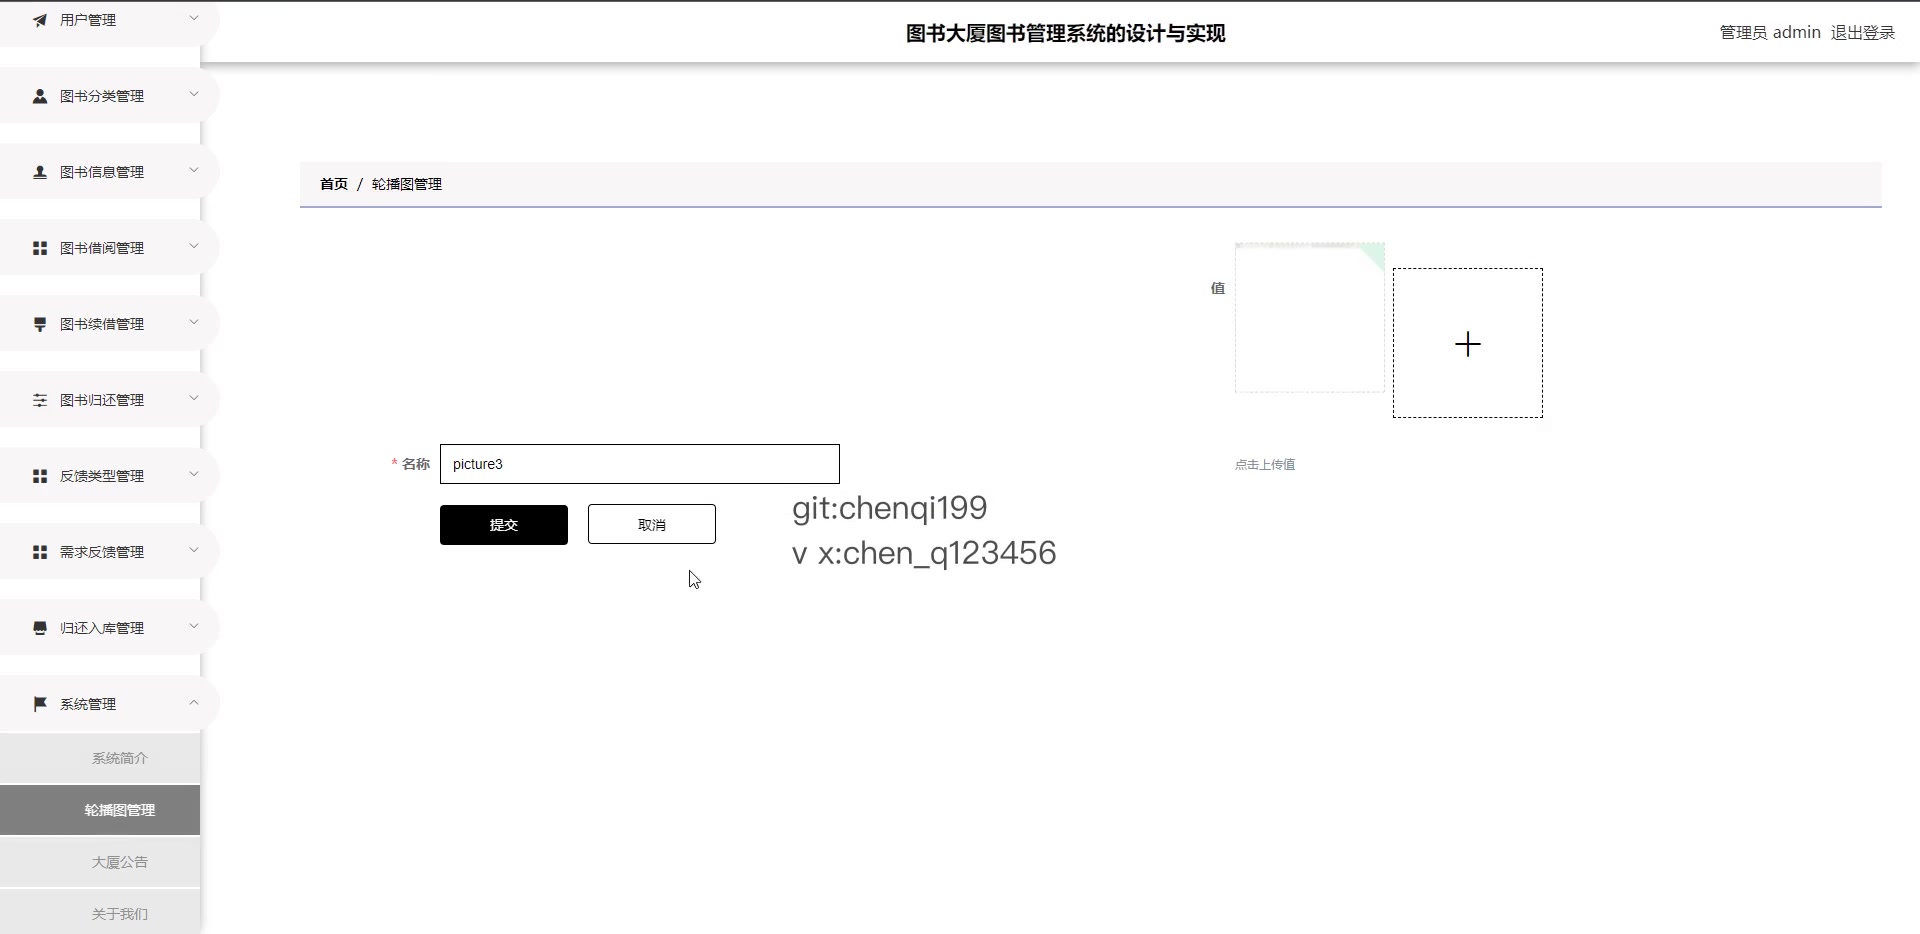 用户管理
图书大厦图书管理系统的设计与实现
管理员 admin 退出登录
图书分类管理
图书信息管理
首页 / 轮播图管理
图书借阅管理
值
图书续借管理
图书归还管理
* 名称 picture3
点击上传值
反馈类型管理
提交 取消
git:chenqi199
v x:chen_q123456
需求反馈管理
归还入库管理
系统管理
系统简介
轮播图管理
大厦公告
关于我们